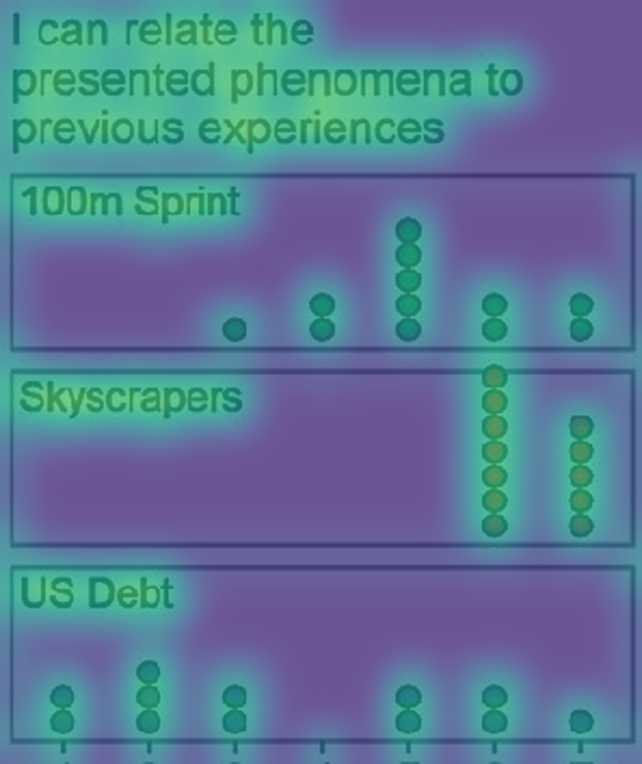 I can relate the
presented phenomena to
previous experiences
100m Sprint
Skyscrapers
US Debt